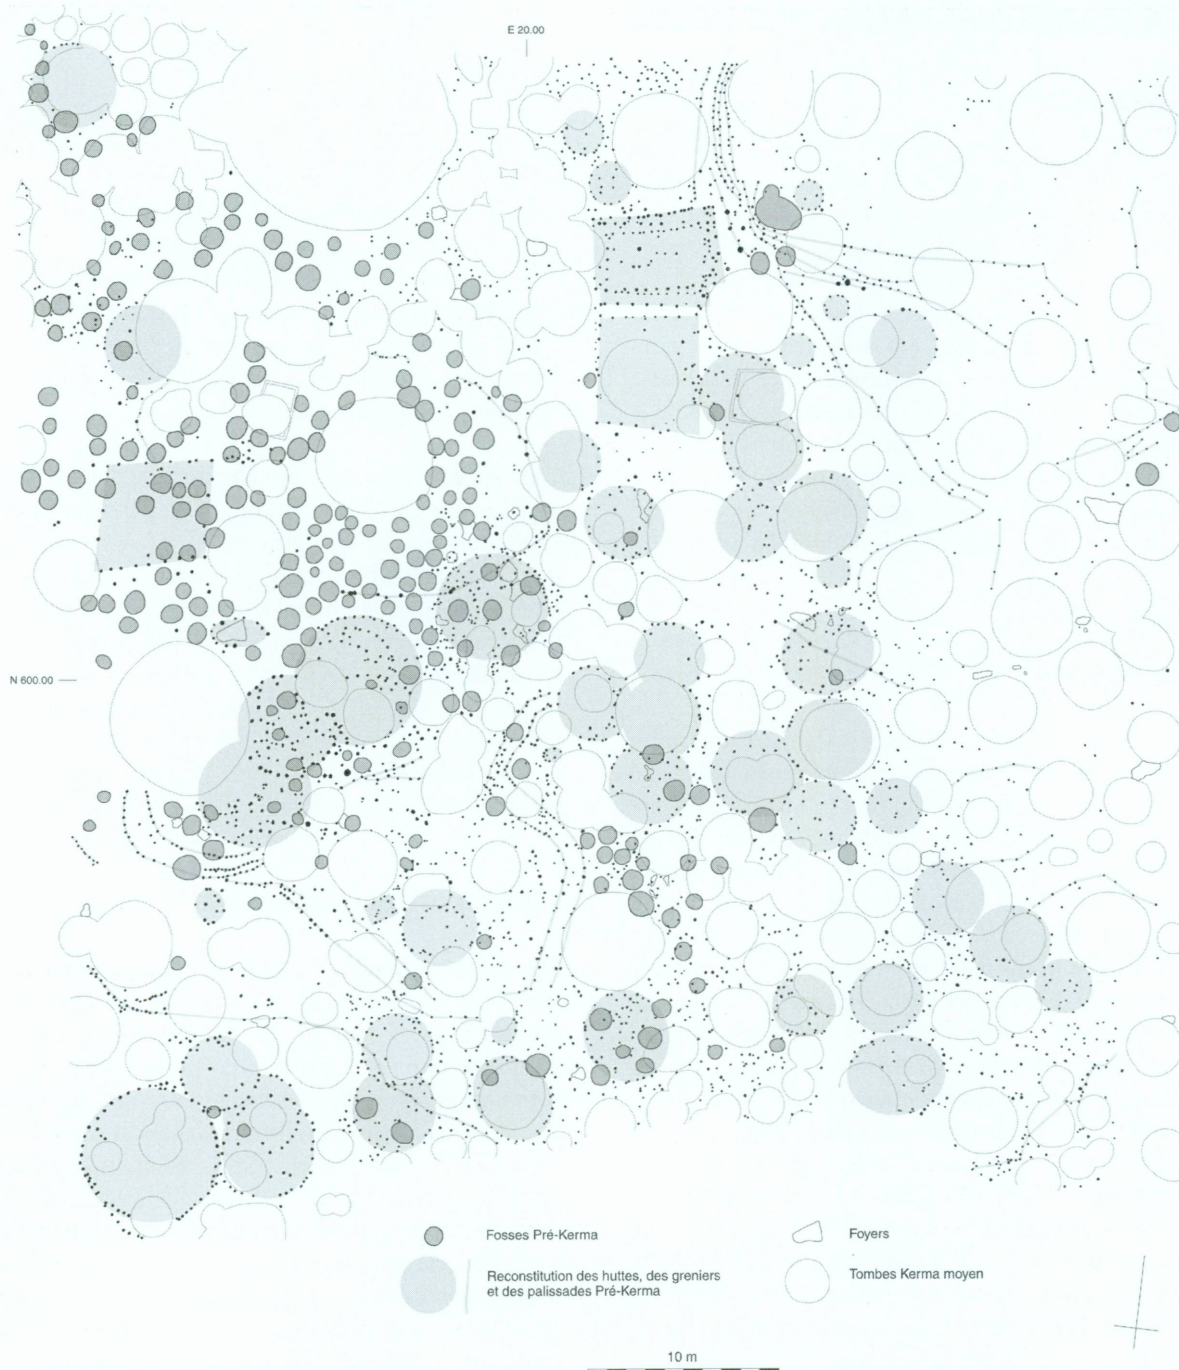 E 20.00
N 600.00
Fosses Pré-Kerma
Foyers
Reconstitution des huttes, des greniers
et des palissades Pré-Kerma
Tombes Kerma moyen
10 m